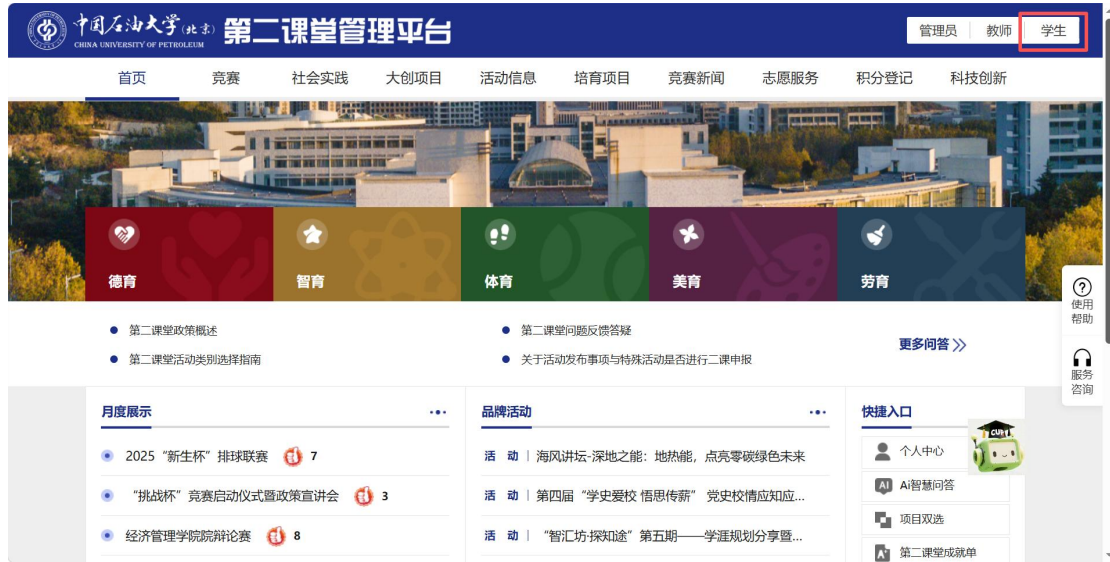 中国石油大学(北京) 第二课堂管理平台
CHINA UNIVERSITY OF PETROLEUM
管理员 教师 学生
首页 竞赛 社会实践 大创项目 活动信息 培育项目 竞赛新闻 志愿服务 积分登记 科技创新
德育 智育 体育 美育 劳育
使用帮助
服务咨询
第二课堂政策概述
第二课堂问题反馈答疑
第二课堂活动类别选择指南
关于活动发布事项与特殊活动是否进行二课申报
更多问答
月度展示
2025“新生杯”排球联赛 7
“挑战杯”竞赛启动仪式暨政策宣讲会 3
经济管理学院院辩论赛 8
品牌活动
活 动 海风讲坛-深地之能：地热能，点亮零碳绿色未来
活 动 第四届“学史爱校 悟思传薪” 党史校情应知应...
活 动 “智汇坊·探知途”第五期——学涯规划分享暨...
快捷入口
CUP
个人中心
AI Ai智慧问答
项目双选
第二课堂成就单